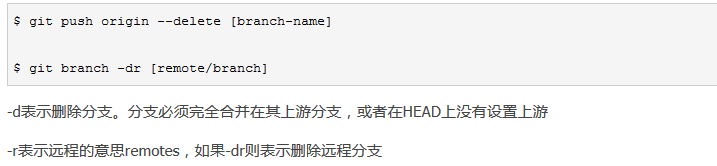 $ git push origin --delete [branch-name]
$ git branch -dr [remote/branch]
-d表示删除分支。分支必须完全合并在其上游分支，或者在HEAD上没有设置上游
-r表示远程的意思remotes，如果-dr则表示删除远程分支